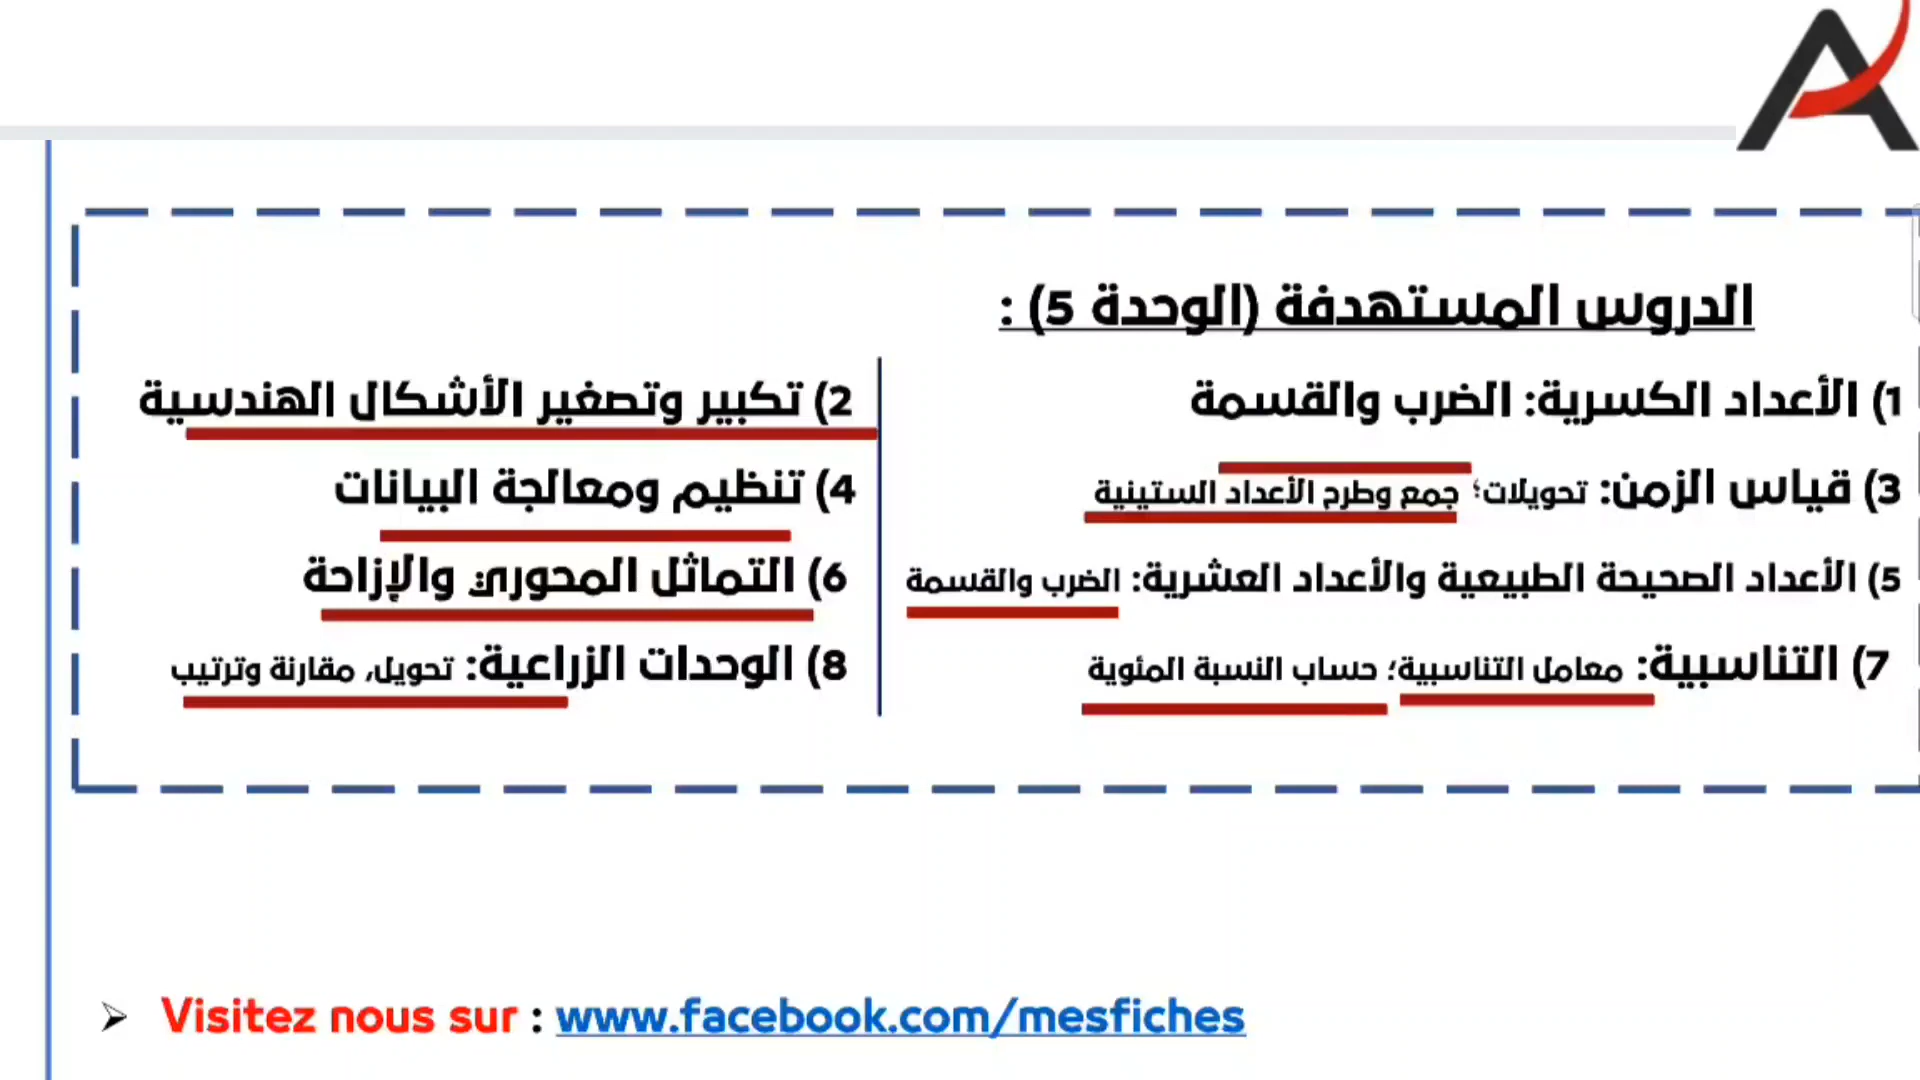 الدروس المستهدفة (الوحدة 5) :
1) الأعداد الكسرية: الضرب والقسمة
2) تكبير وتصغير الأشكال الهندسية
3) قياس الزمن: تحويلات؛ جمع وطرح الأعداد الستينية
4) تنظيم ومعالجة البيانات
5) الأعداد الصحيحة الطبيعية والأعداد العشرية: الضرب والقسمة
6) التماثل المحوري والإزاحة
7) التناسبية: معامل التناسبية؛ حساب النسبة المئوية
8) الوحدات الزراعية: تحويل، مقارنة وترتيب
Visitez nous sur : www.facebook.com/mesfiches